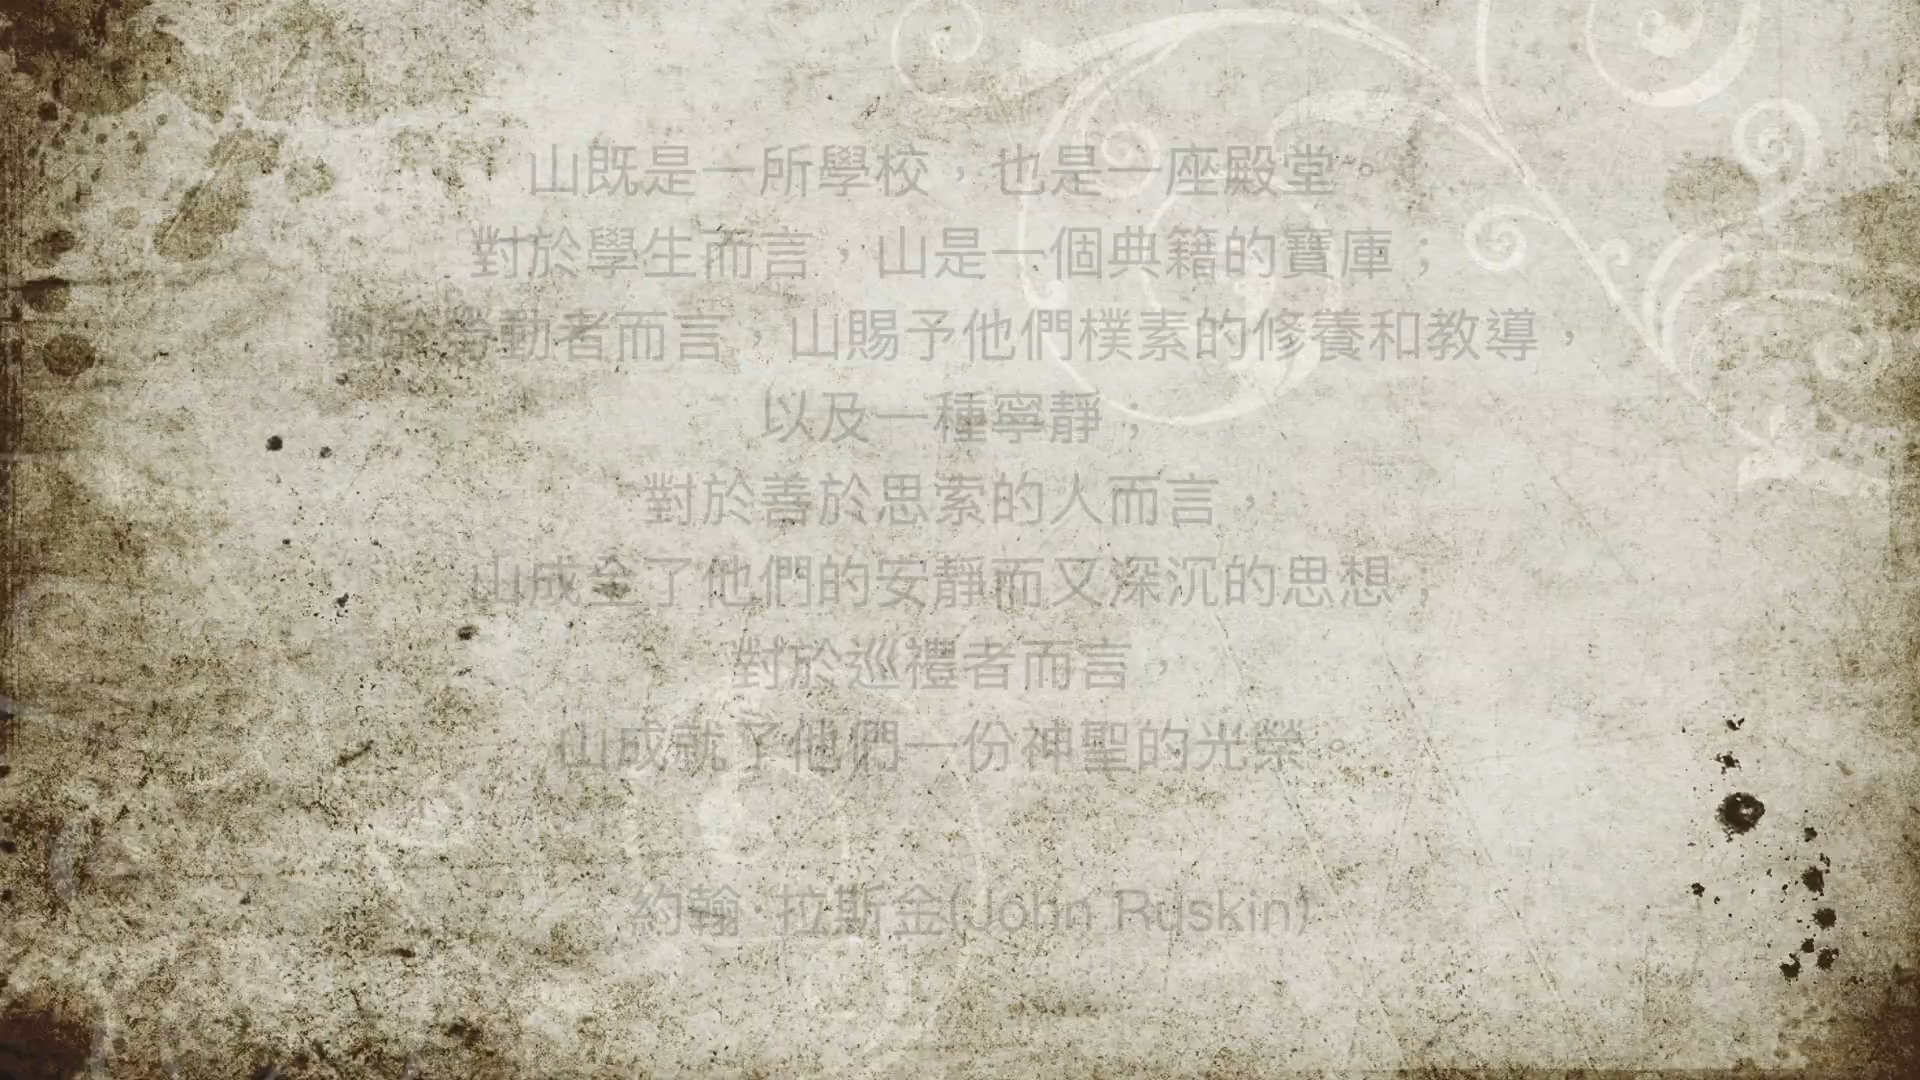 山既是一所學校，也是一座殿堂。
對於學生而言，山是一個典籍的寶庫；
對於勞動者而言，山賜予他們樸素的修養和教導，
以及一種寧靜；
對於善於思索的人而言，
山成全了他們的安靜而又深沉的思想；
對於巡禮者而言，
山成就了他們一份神聖的光榮。
約翰·拉斯金(John Ruskin)